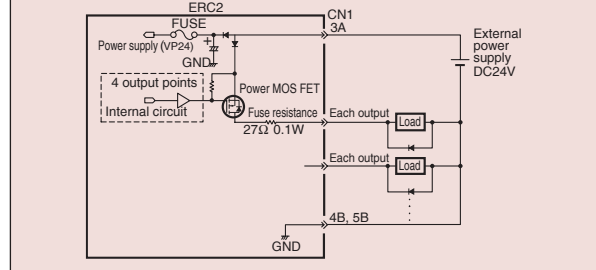 ERC2
CN1
FUSE
3A
Power supply (VP24)
+
GND
External
power
supply
DC24V
4 output points
Internal circuit
Power MOS FET
Fuse resistance
27Ω 0.1W
Each output
Load
Each output
Load
4B, 5B
GND